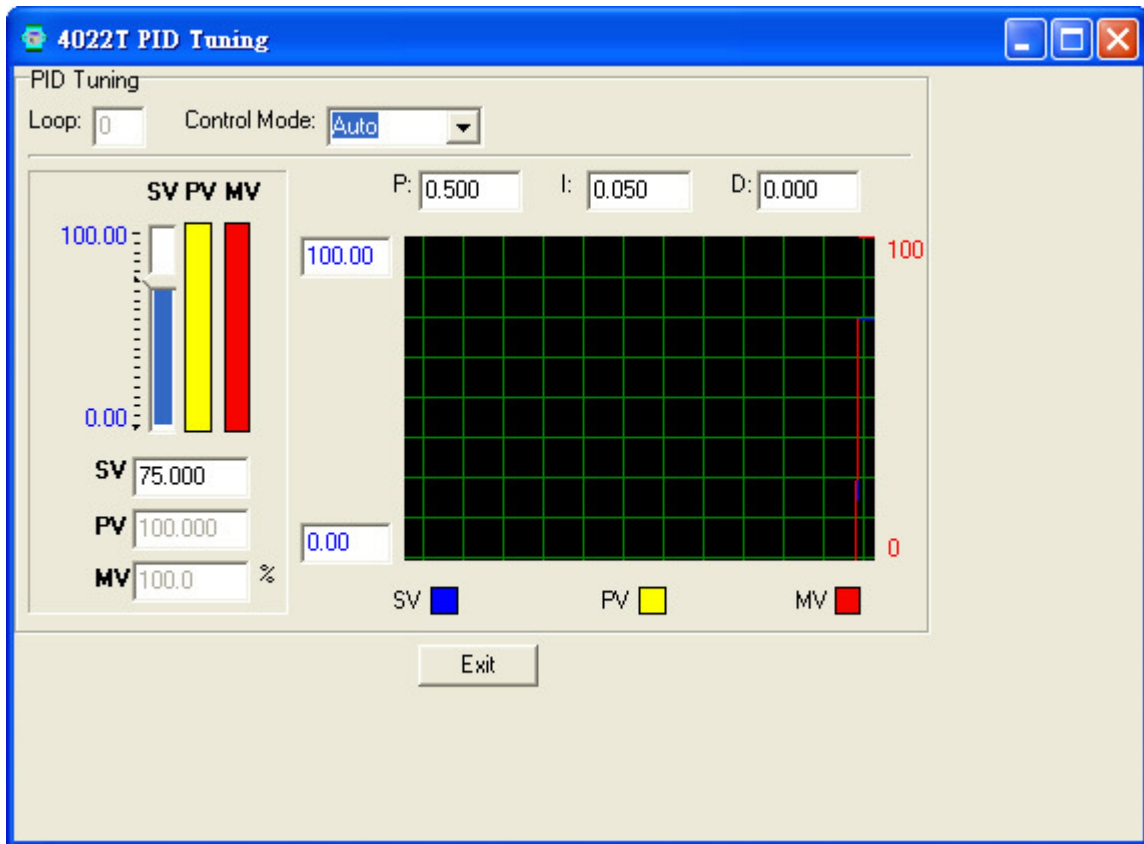 4022T PID Tuning
PID Tuning
Loop: 0 Control Mode: Auto
SV PV MV
100.00
0.00
SV 75.000
PV 100.000
MV 100.0 %
P: 0.500 I: 0.050 D: 0.000
100.00
0.00
100
0
SV PV MV
Exit